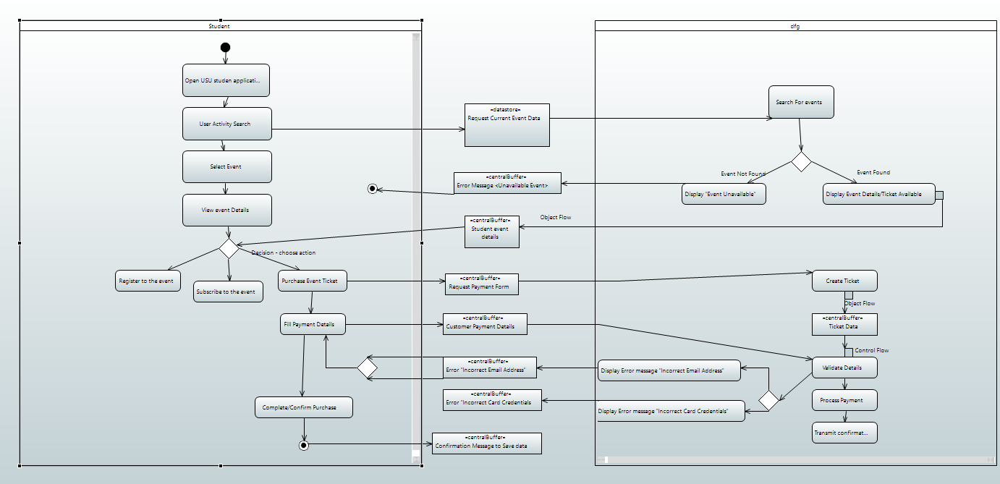 Student
dfg
Open USU studen applicati...
User Activity Search
Select Event
View event Details
Decision - choose action
Register to the event
Subscribe to the event
Purchase Event Ticket
Fill Payment Details
Complete/Confirm Purchase
«datastore»
Request Current Event Data
«centralBuffer»
Error Message <Unavailable Event>
«centralBuffer»
Student event
details
Object Flow
«centralBuffer»
Request Payment Form
«centralBuffer»
Customer Payment Details
«centralBuffer»
Error "Incorrect Email Address"
«centralBuffer»
Error "Incorrect Card Credentials
«centralBuffer»
Confirmation Message to Save data
Search For events
Event Not Found
Event Found
Display "Event Unavailable"
Display Event Details/Ticket Available
Create Ticket
Object Flow
«centralBuffer»
Ticket Data
Control Flow
Validate Details
Display Error message "Incorrect Email Address"
Display Error message "Incorrect Card Credentials"
Process Payment
Transmit confirmat...